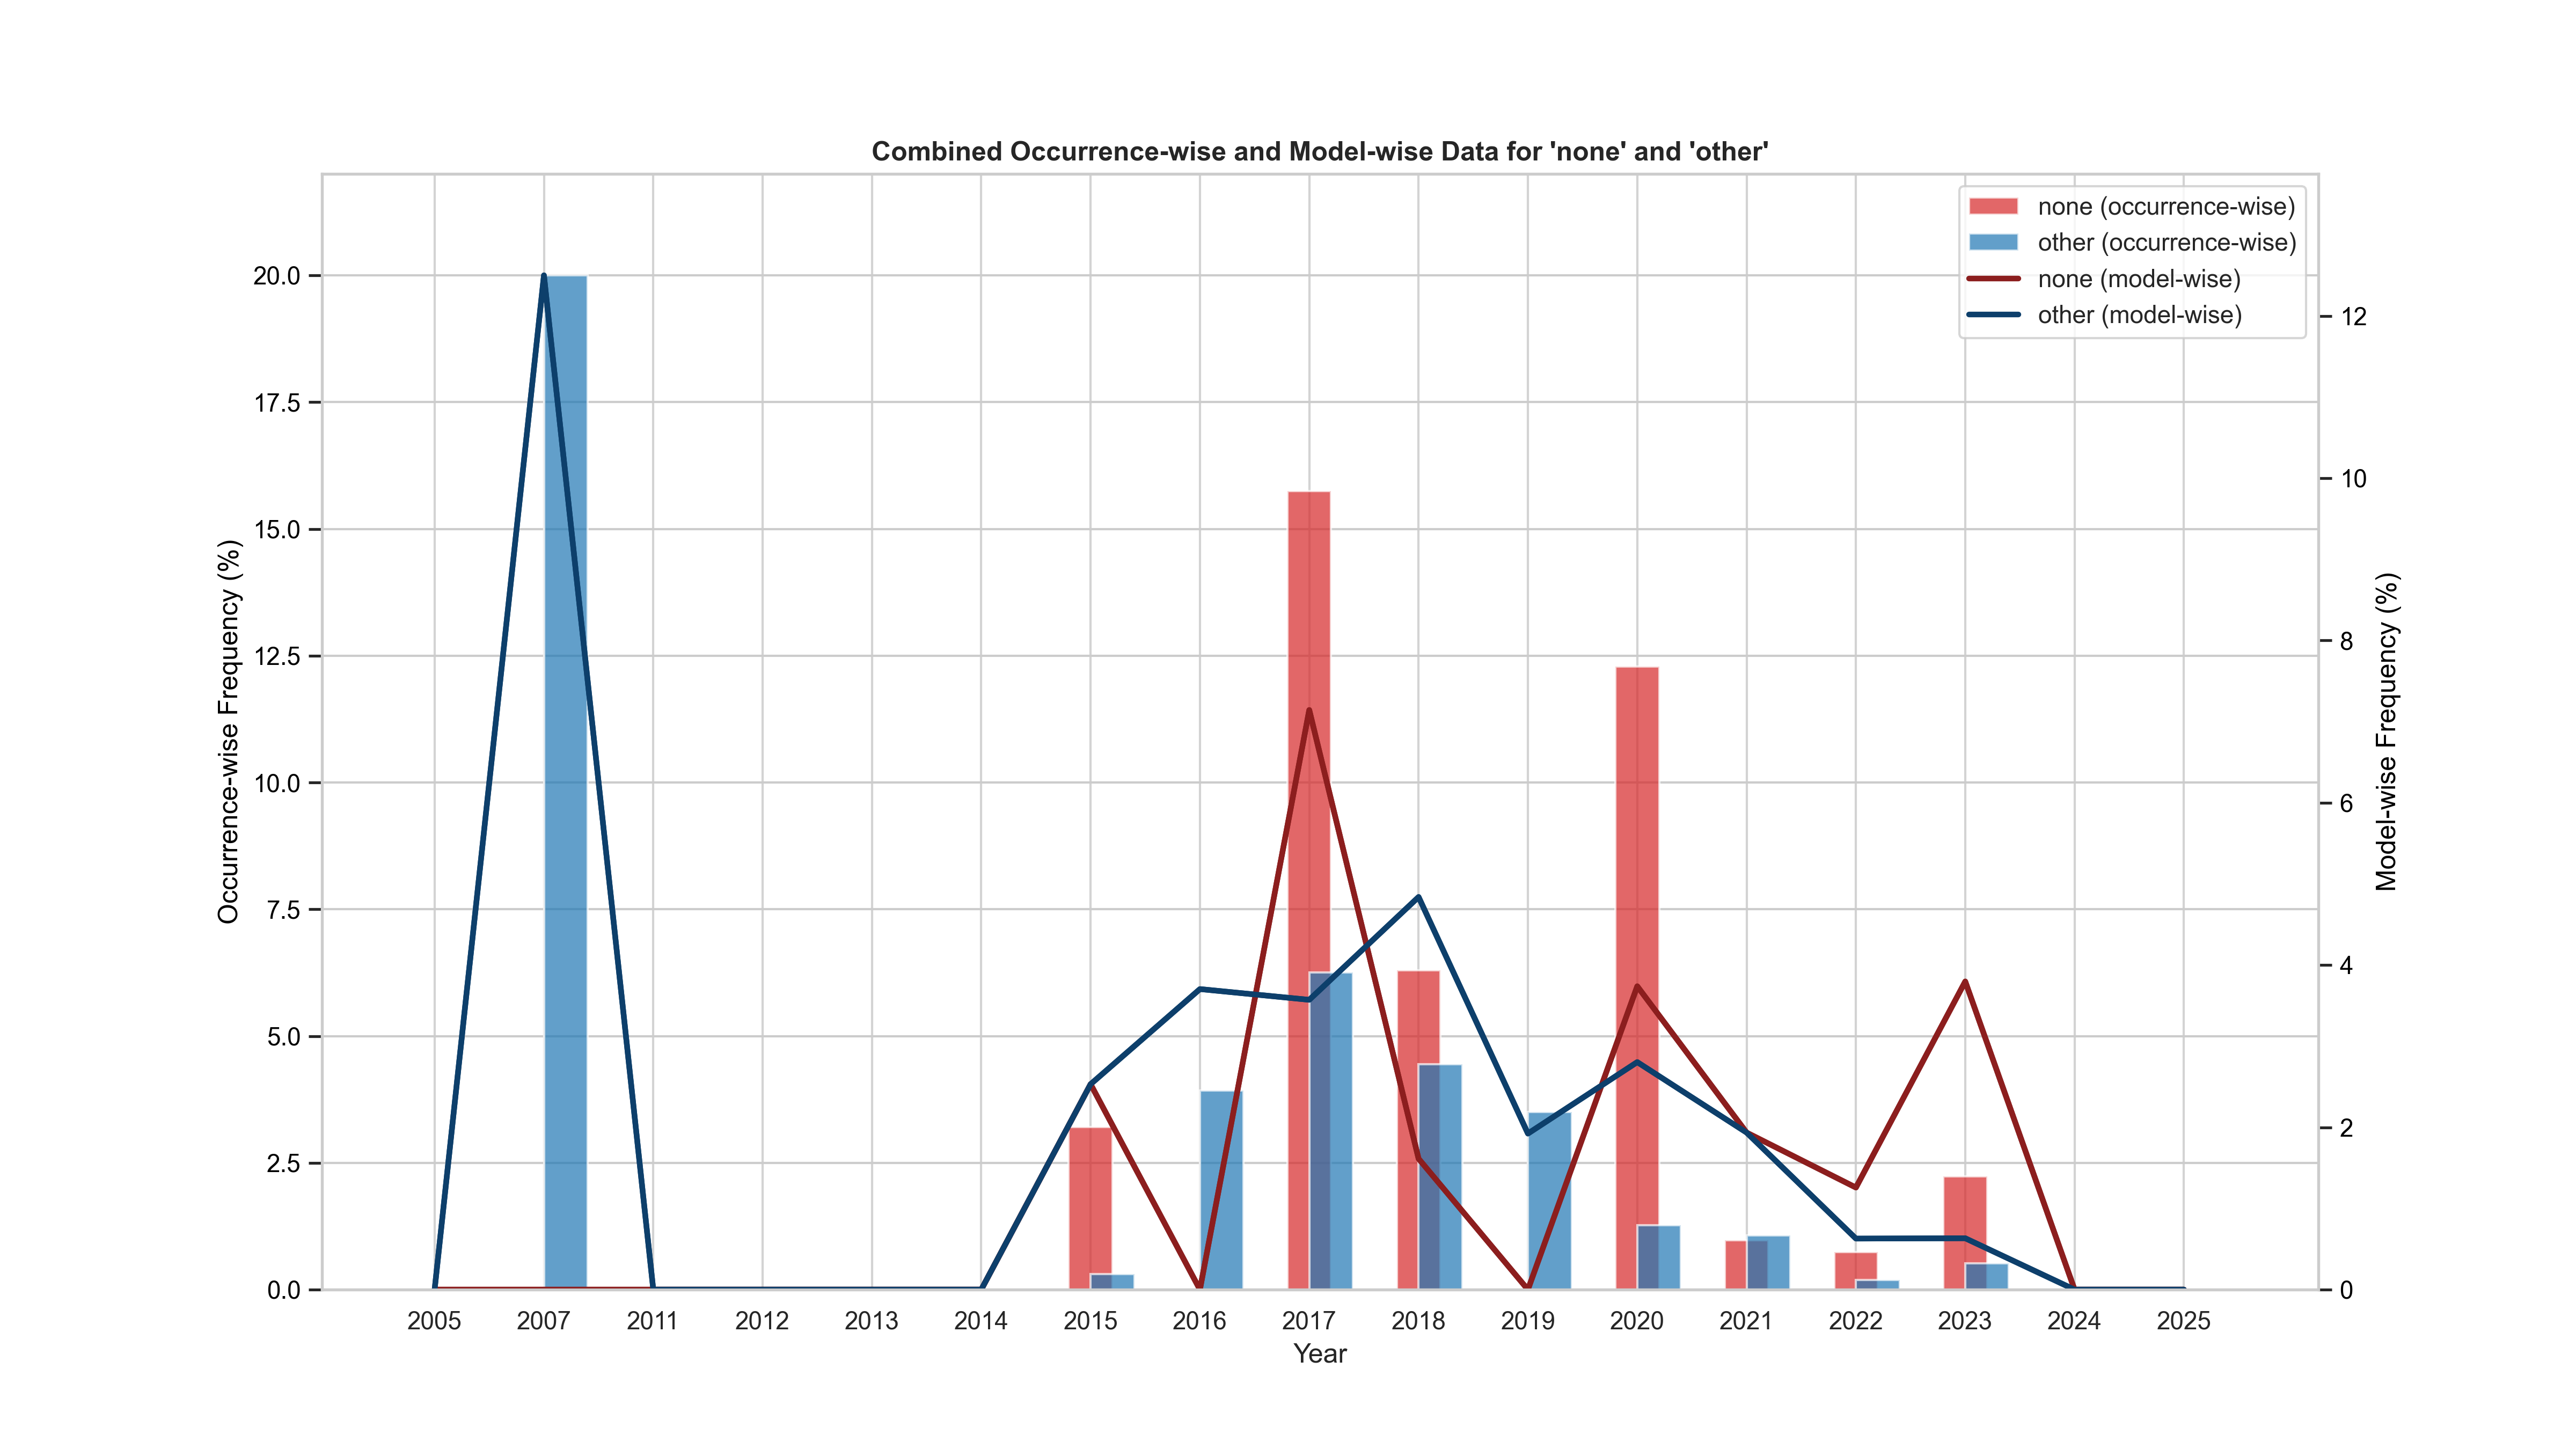 Combined Occurrence-wise and Model-wise Data for 'none' and 'other'
none (occurrence-wise)
other (occurrence-wise)
none (model-wise)
other (model-wise)
Occurrence-wise Frequency (%)
20.0
17.5
15.0
12.5
10.0
7.5
5.0
2.5
0.0
12
10
8
6
4
2
0
Model-wise Frequency (%)
2005 2007 2011 2012 2013 2014 2015 2016 2017 2018 2019 2020 2021 2022 2023 2024 2025
Year